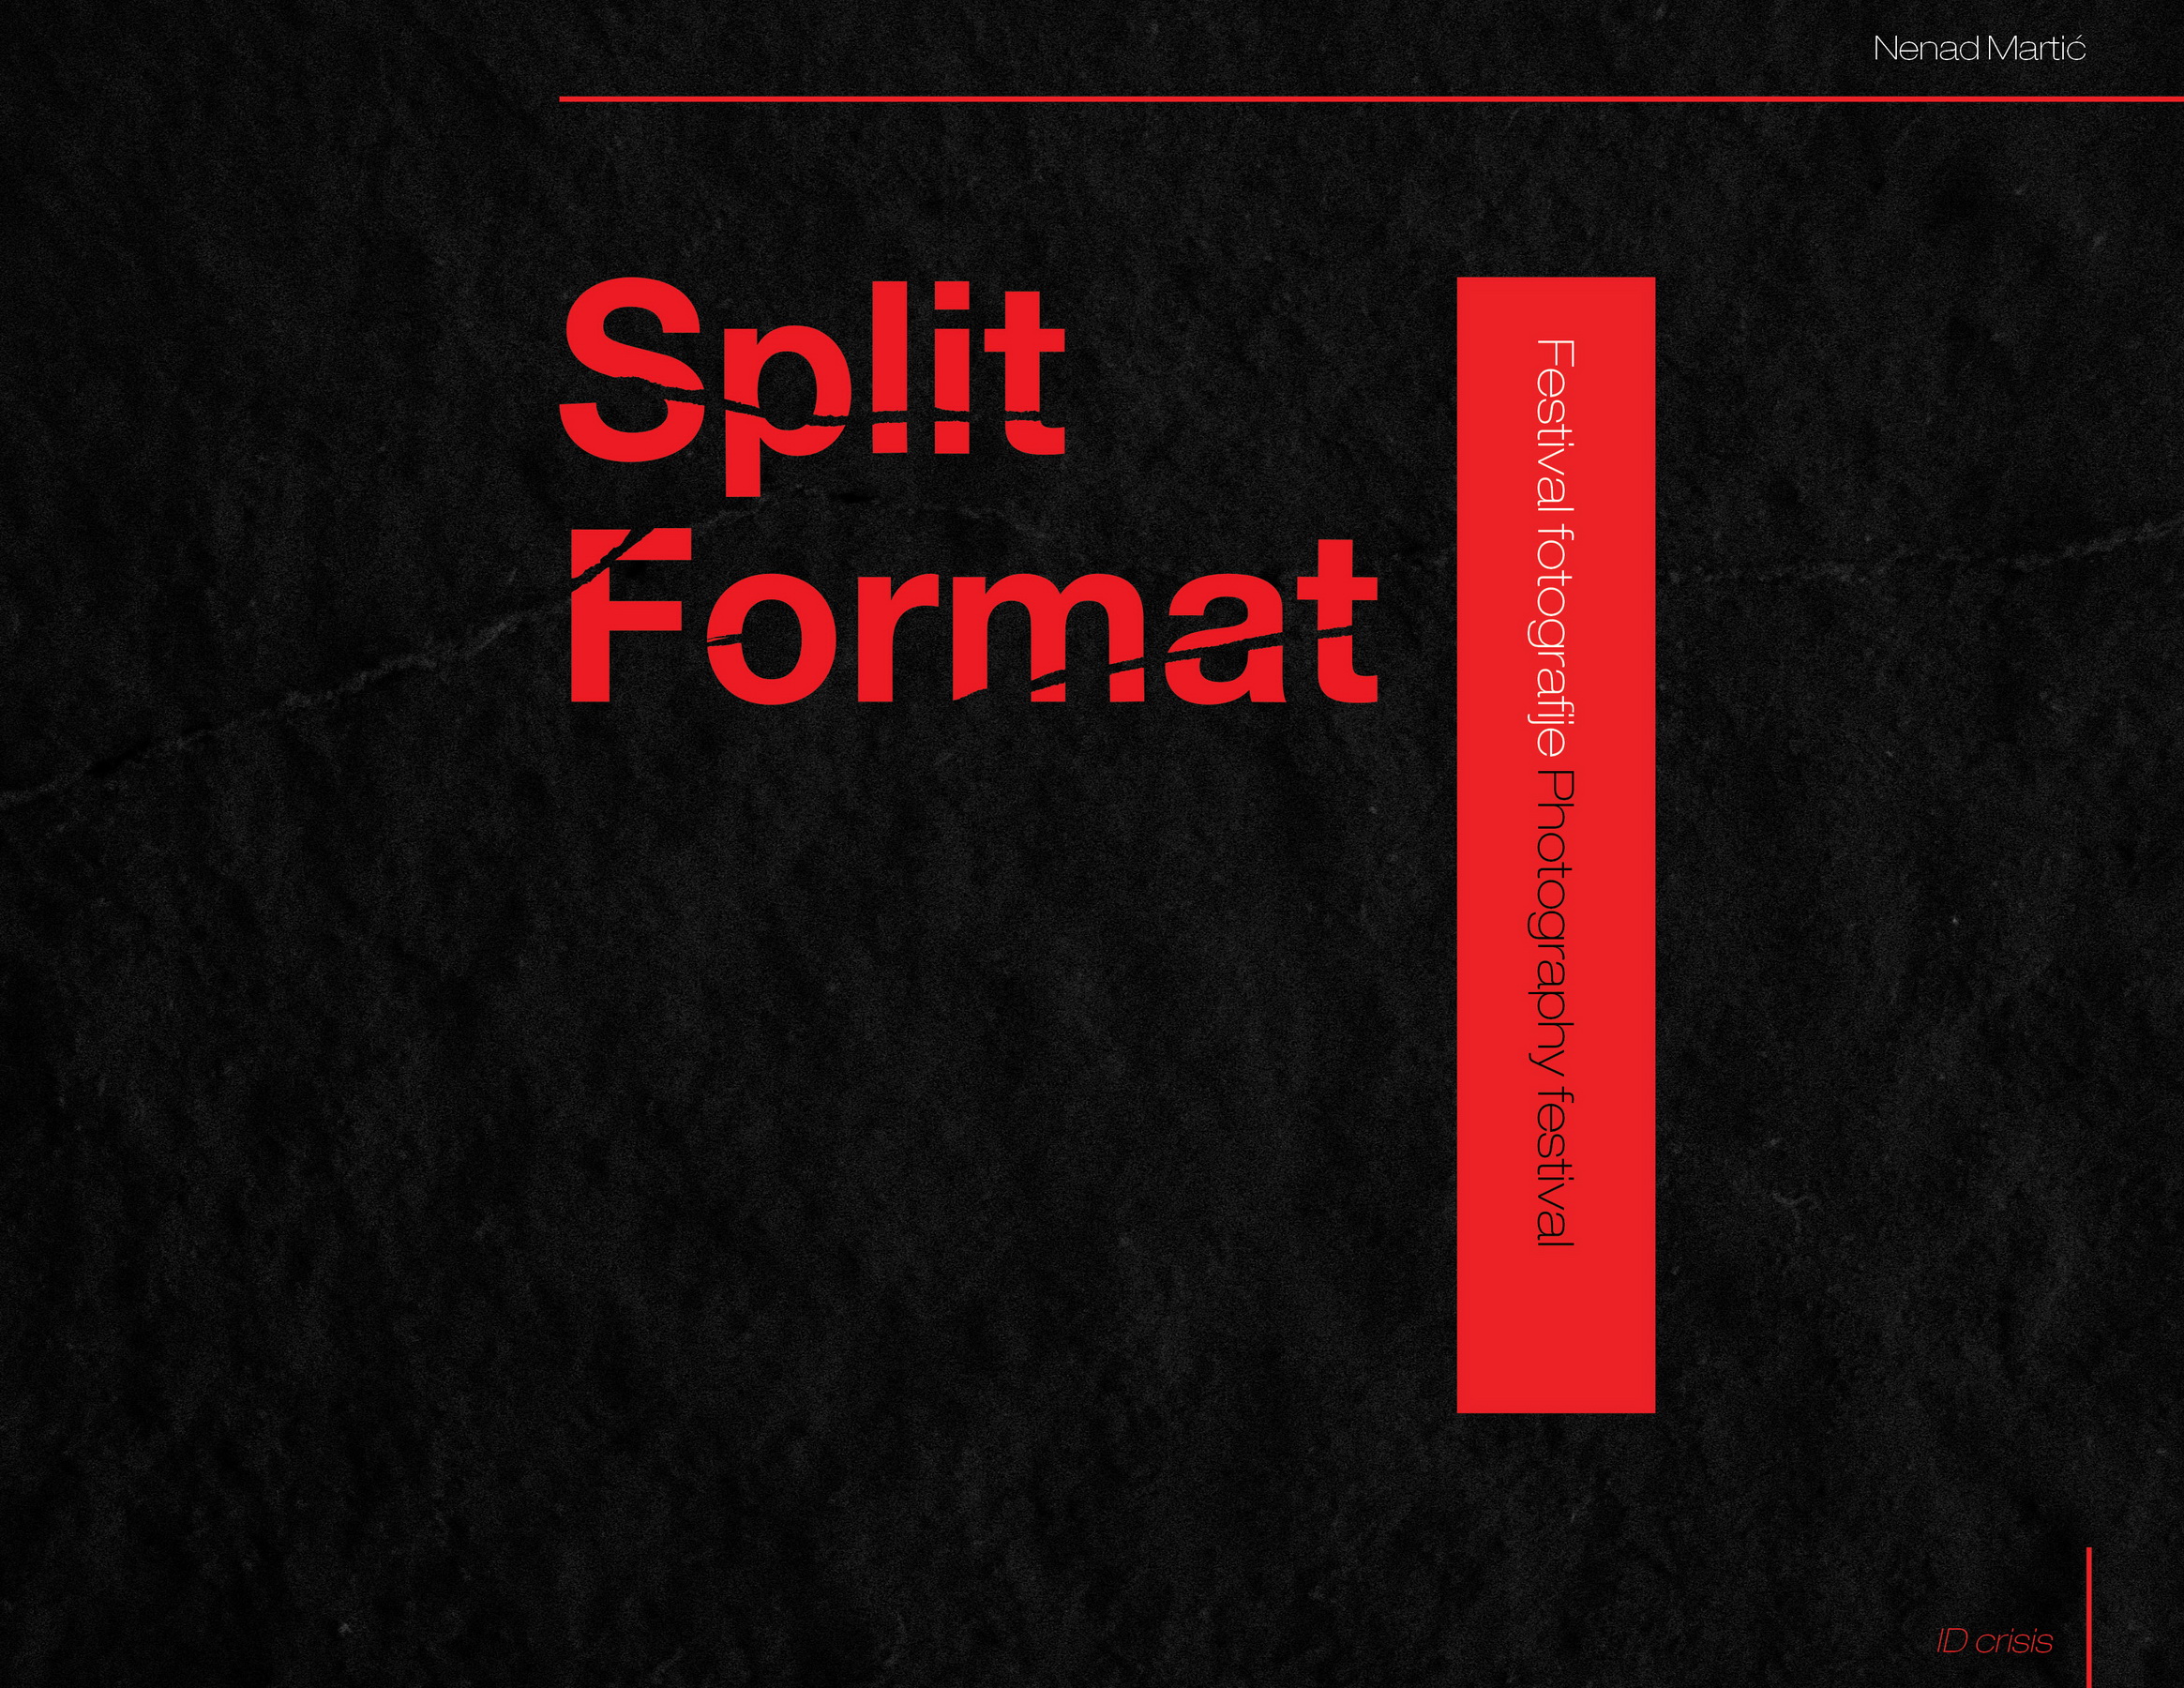 Nenad Martić
Split
Format
Festival fotografije Photography festival
ID crisis